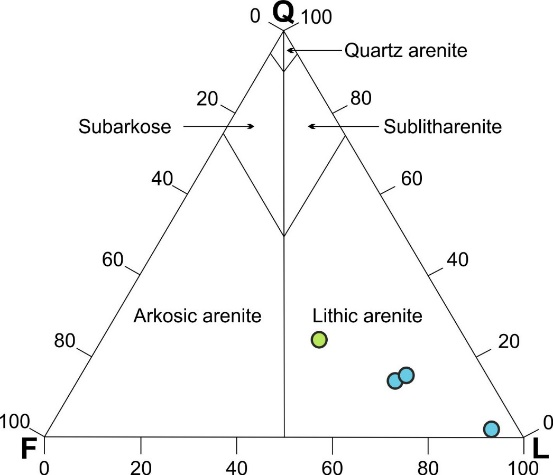 0 Q 100
Quartz arenite
20 80
Subarkose Sublitharenite
40 60
60 40
Arkosic arenite Lithic arenite
80 20
100 0
F L
0 20 40 60 80 100